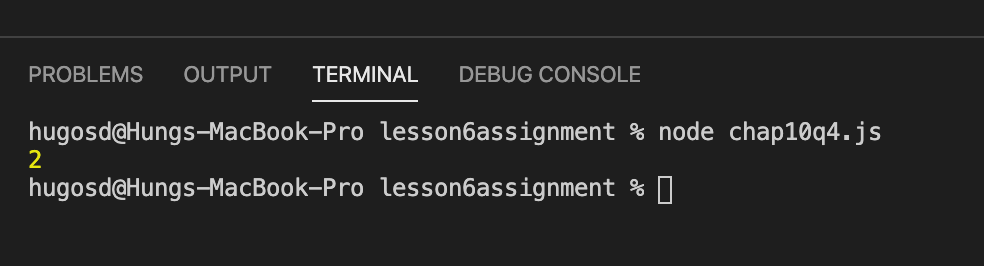 PROBLEMS OUTPUT TERMINAL DEBUG CONSOLE
hugosd@Hungs-MacBook-Pro lesson6assignment % node chap10q4.js
2
hugosd@Hungs-MacBook-Pro lesson6assignment %